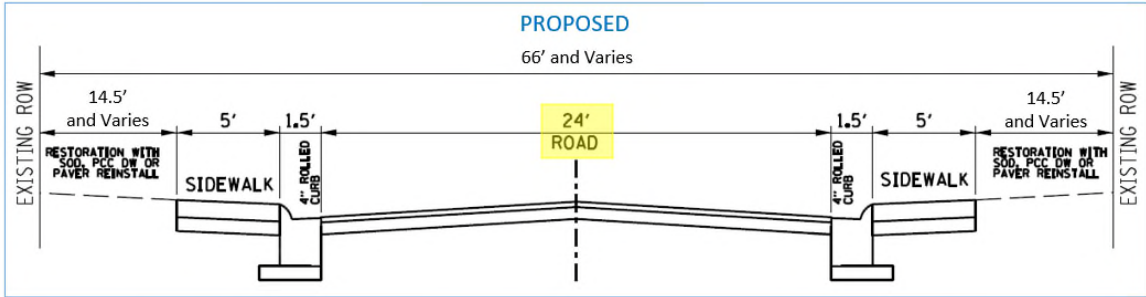 PROPOSED
66' and Varies
EXISTING ROW
14.5'
and Varies
5'
1.5'
24'
ROAD
1.5'
5'
14.5'
and Varies
EXISTING ROW
RESTORATION WITH
SOD, PCC DW OR
PAVER REINSTALL
SIDEWALK
4" ROLLED
CURB
4" ROLLED
CURB
SIDEWALK
RESTORATION WITH
SOD, PCC DW OR
PAVER REINSTALL